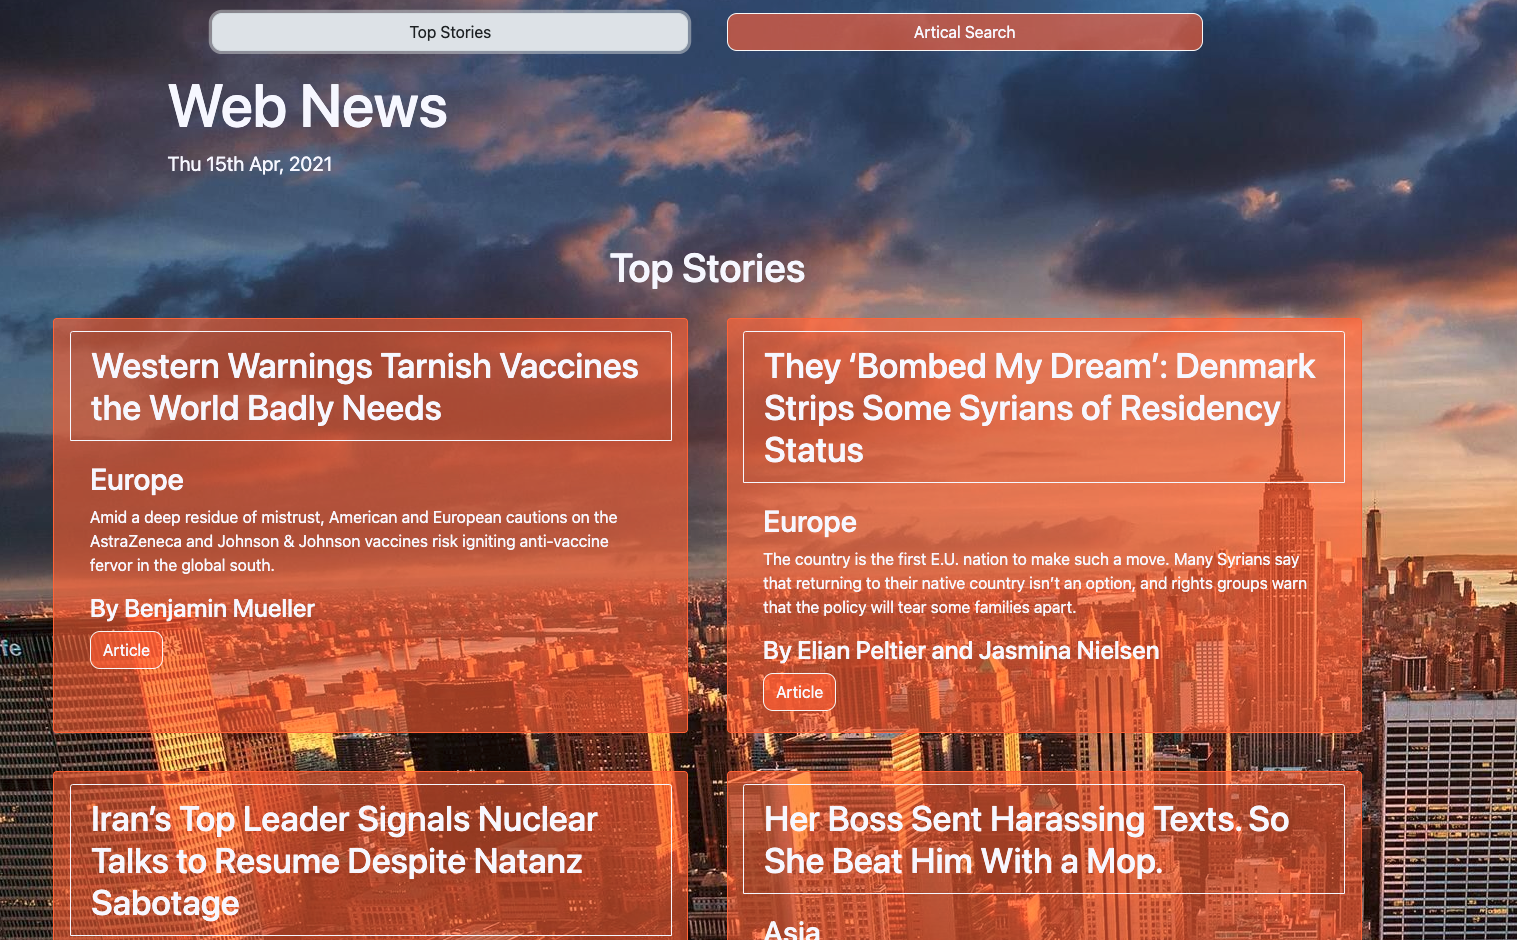 Top Stories
Artical Search
Web News
Thu 15th Apr, 2021
Top Stories
Western Warnings Tarnish Vaccines
the World Badly Needs
Europe
Amid a deep residue of mistrust, American and European cautions on the
AstraZeneca and Johnson & Johnson vaccines risk igniting anti-vaccine
fervor in the global south.
By Benjamin Mueller
Article
They ‘Bombed My Dream’: Denmark
Strips Some Syrians of Residency
Status
Europe
The country is the first E.U. nation to make such a move. Many Syrians say
that returning to their native country isn’t an option, and rights groups warn
that the policy will tear some families apart.
By Elian Peltier and Jasmina Nielsen
Article
fe
Iran’s Top Leader Signals Nuclear
Talks to Resume Despite Natanz
Sabotage
Her Boss Sent Harassing Texts. So
She Beat Him With a Mop.
Asia